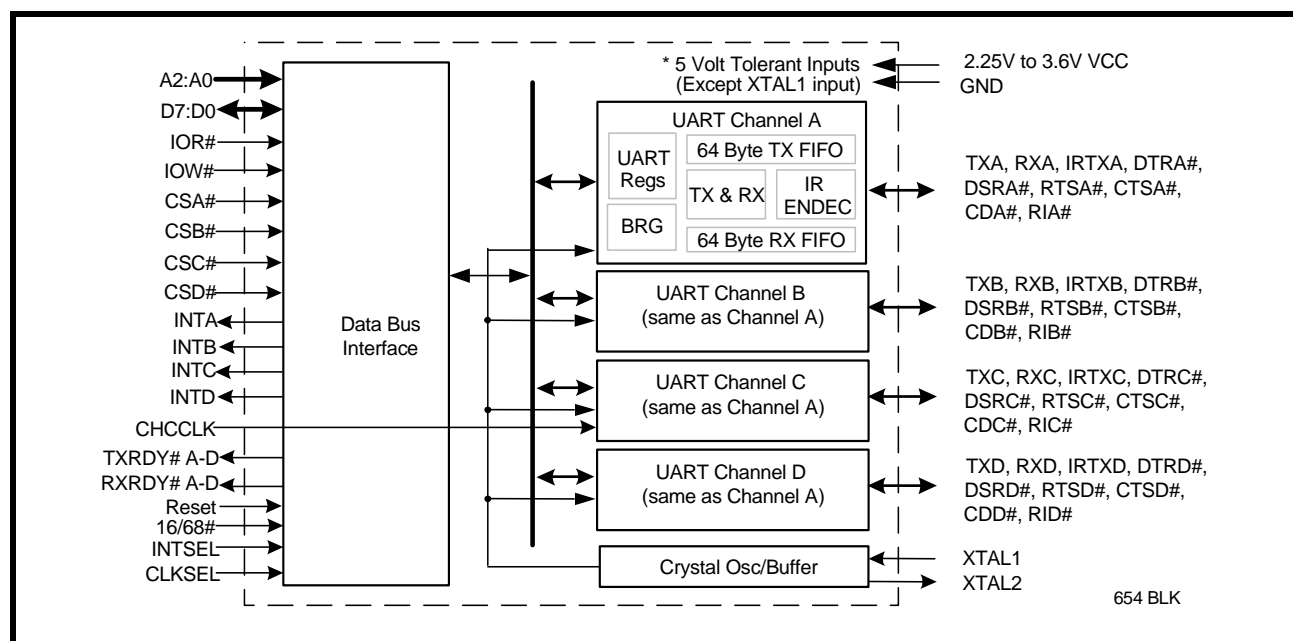 A2:A0
D7:D0
IOR#
IOW#
CSA#
CSB#
CSC#
CSD#
INTA
INTB
INTC
INTD
CHCCLK
TXRDY# A-D
RXRDY# A-D
Reset
16/68#
INTSEL
CLKSEL
Data Bus
Interface
* 5 Volt Tolerant Inputs
(Except XTAL1 input)
2.25V to 3.6V VCC
GND
UART Channel A
UART
Regs
64 Byte TX FIFO
TX & RX
IR
ENDEC
BRG
64 Byte RX FIFO
TXA, RXA, IRTXA, DTRA#,
DSRA#, RTSA#, CTSA#,
CDA#, RIA#
UART Channel B
(same as Channel A)
TXB, RXB, IRTXB, DTRB#,
DSRB#, RTSB#, CTSB#,
CDB#, RIB#
UART Channel C
(same as Channel A)
TXC, RXC, IRTXC, DTRC#,
DSRC#, RTSC#, CTSC#,
CDC#, RIC#
UART Channel D
(same as Channel A)
TXD, RXD, IRTXD, DTRD#,
DSRD#, RTSD#, CTSD#,
CDD#, RID#
Crystal Osc/Buffer
XTAL1
XTAL2
654 BLK